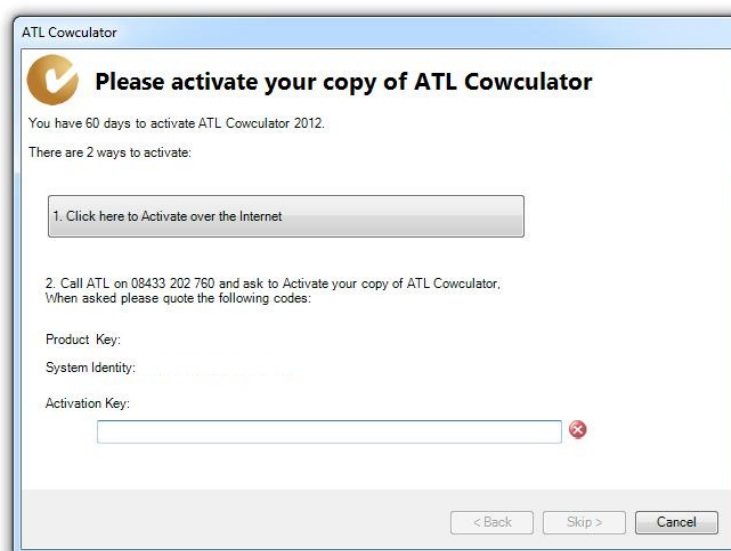 ATL Cowculator
Please activate your copy of ATL Cowculator
You have 60 days to activate ATL Cowculator 2012.
There are 2 ways to activate:
1. Click here to Activate over the Internet
2. Call ATL on 08433 202 760 and ask to Activate your copy of ATL Cowculator,
When asked please quote the following codes:
Product Key:
System Identity:
Activation Key:
< Back Skip > Cancel